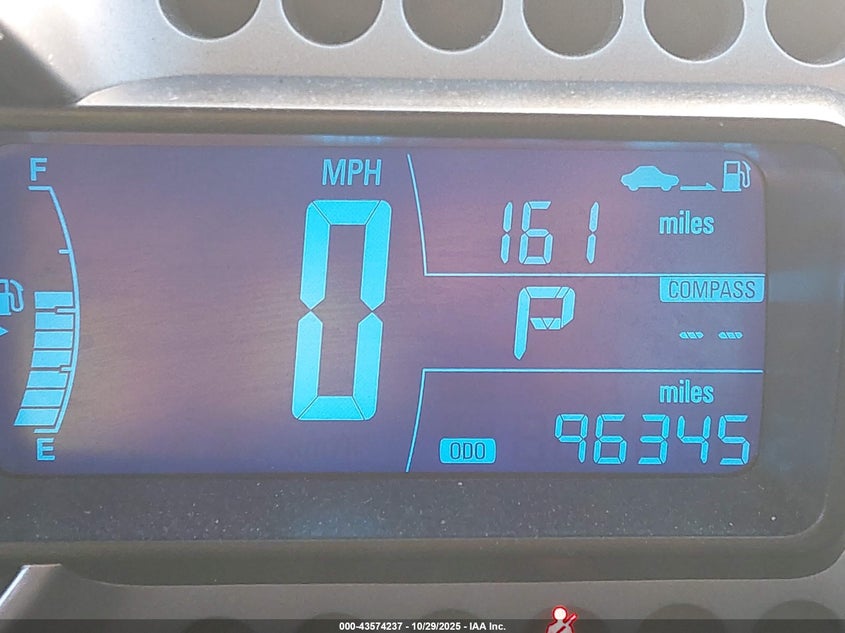 F
MPH
161 miles
COMPASS
0
P
-- --
miles
E
ODO 96345
000-43574237 - 10/29/2025 - IAA Inc.